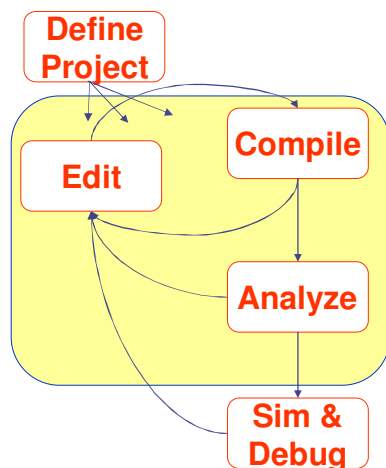 Define
Project
Compile
Edit
Analyze
Sim &
Debug